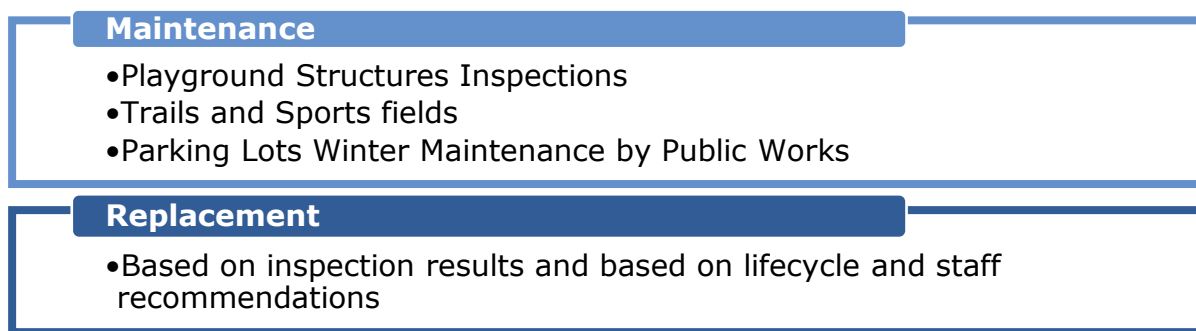 Maintenance
•Playground Structures Inspections
•Trails and Sports fields
•Parking Lots Winter Maintenance by Public Works
Replacement
•Based on inspection results and based on lifecycle and staff
recommendations